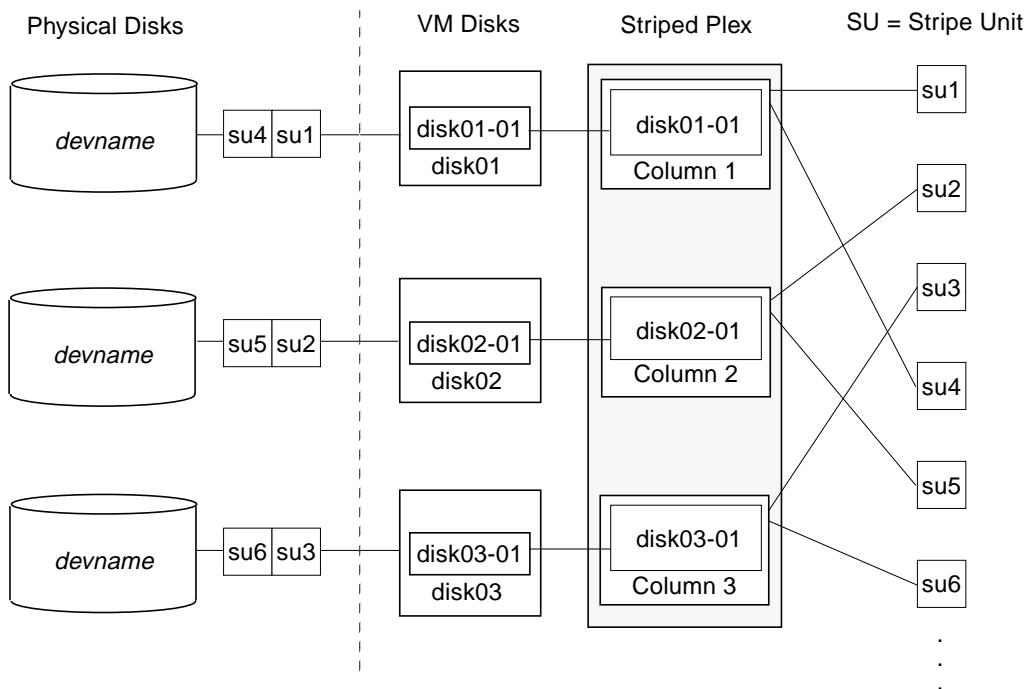 Physical Disks
VM Disks
Striped Plex
SU = Stripe Unit
devname
su4 su1
disk01-01
disk01
disk01-01
Column 1
su1
su2
devname
su5 su2
disk02-01
disk02
disk02-01
Column 2
su3
su4
devname
su6 su3
disk03-01
disk03
disk03-01
Column 3
su5
su6
.
.
.